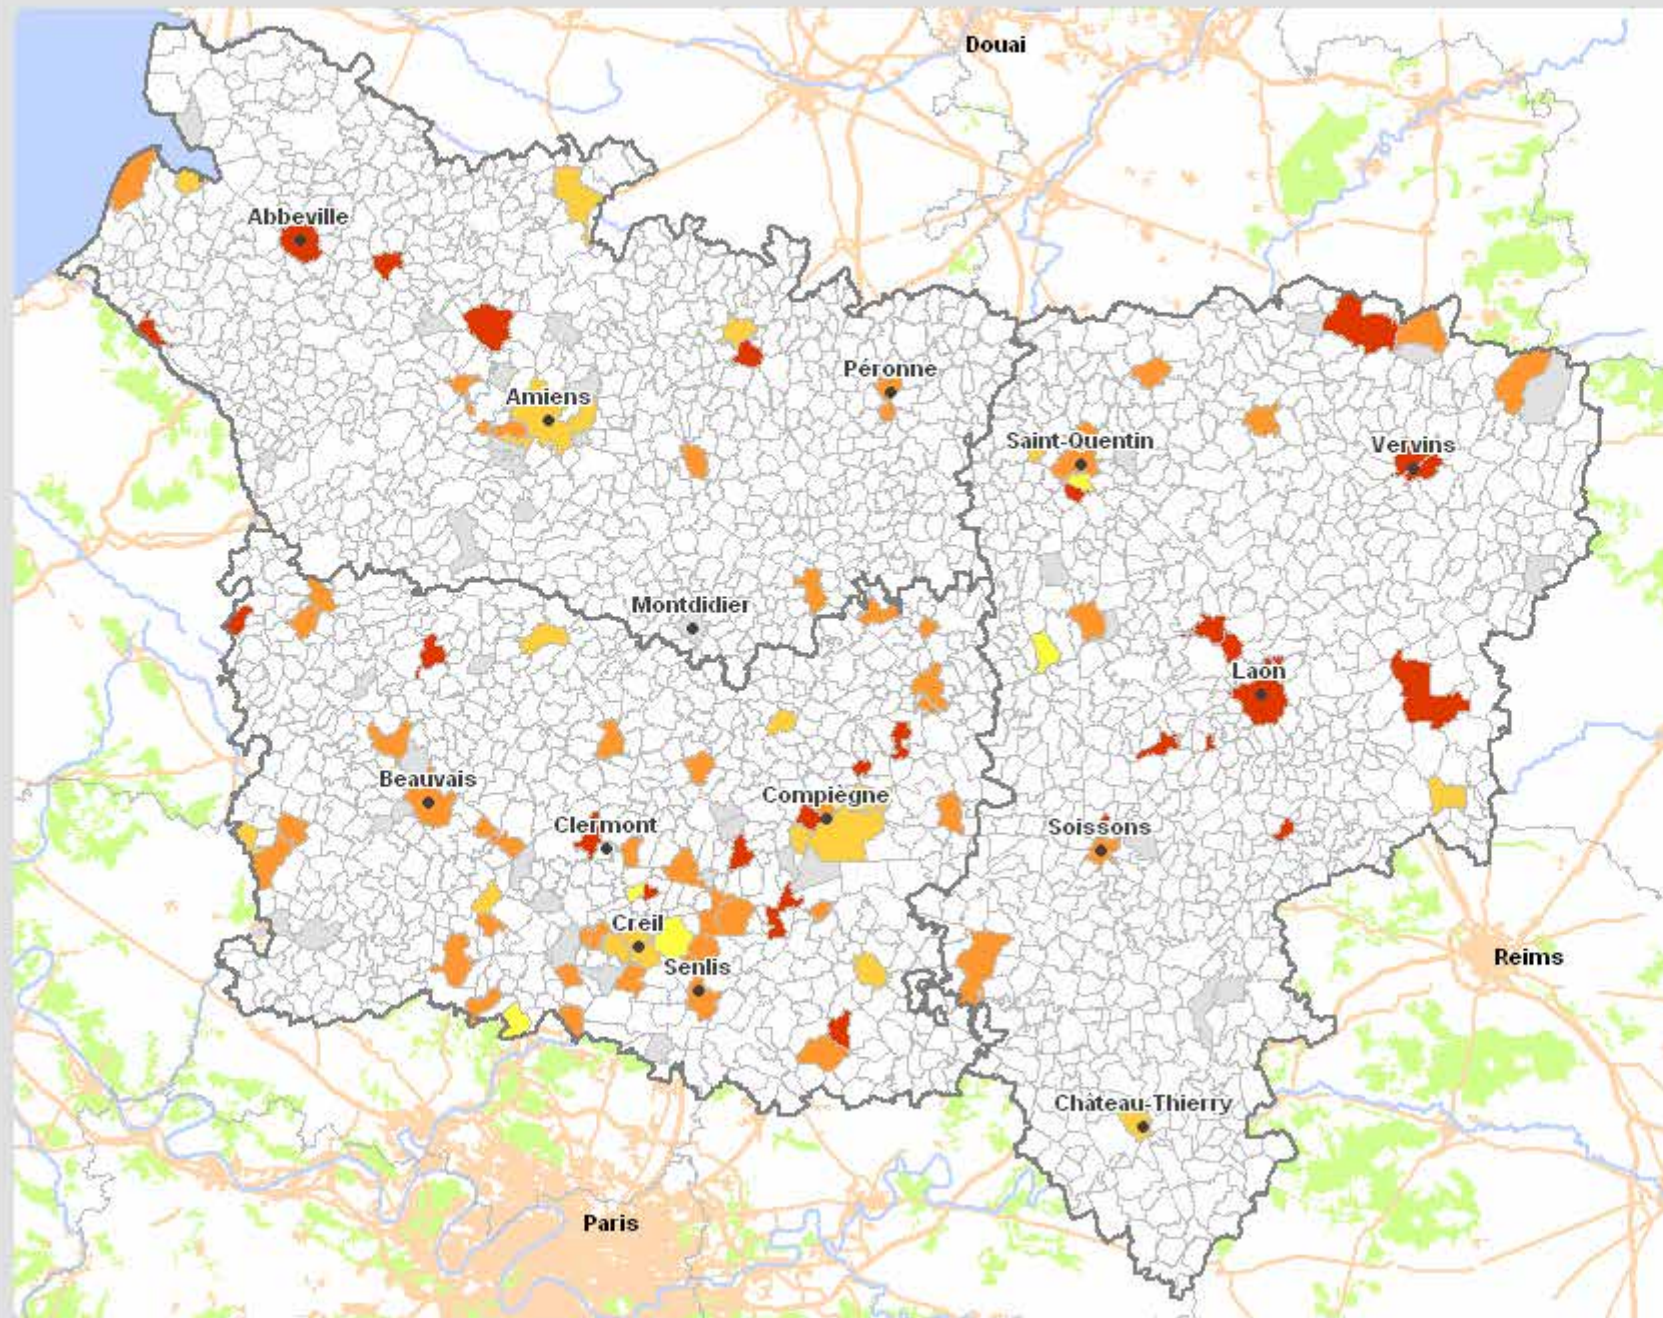 Douai
Abbeville
Péronne
Amiens
Saint-Quentin
Vervins
Montdidier
Laon
Beauvais
Compiègne
Clermont
Soissons
Creil
Senlis
Reims
Château-Thierry
Paris